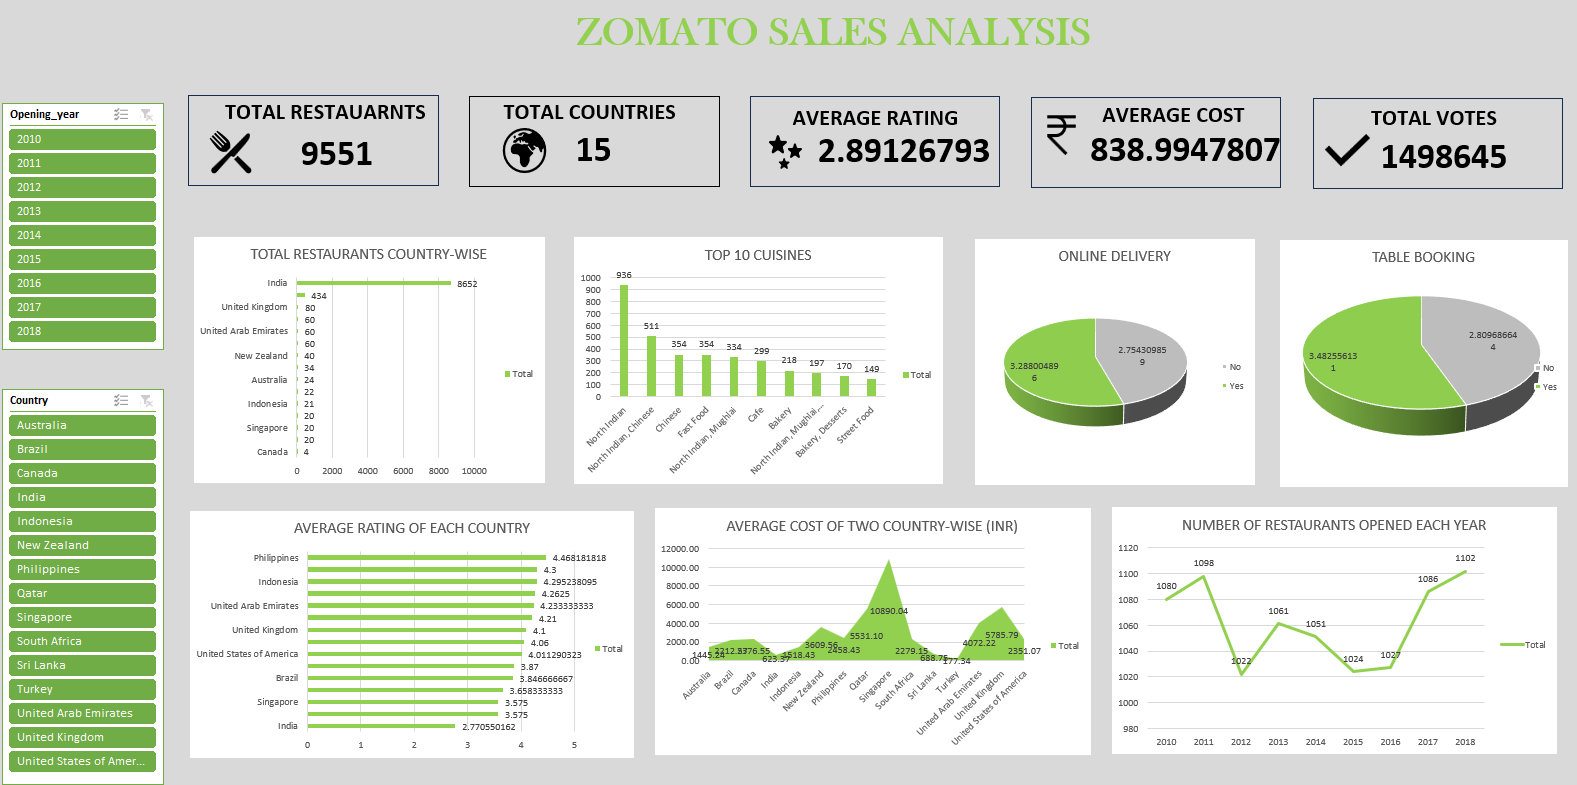 ZOMATO SALES ANALYSIS
TOTAL RESTAUARNTS
9551
TOTAL COUNTRIES
15
AVERAGE RATING
2.89126793
AVERAGE COST
838.9947807
TOTAL VOTES
1498645
Opening_year
2010
2011
2012
2013
2014
2015
2016
2017
2018
Country
Australia
Brazil
Canada
India
Indonesia
New Zealand
Philippines
Qatar
Singapore
South Africa
Sri Lanka
Turkey
United Arab Emirates
United Kingdom
United States of Amer...
TOTAL RESTAURANTS COUNTRY-WISE
India 8652
434
United Kingdom 80
60
United Arab Emirates 60
60
New Zealand 40
34
Australia 24
22
Indonesia 21
20
Singapore 20
20
Canada 4
0 2000 4000 6000 8000 10000
Total
TOP 10 CUISINES
1000
900
800
700
600
500
400
300
200
100
0
936 511 354 354 334 299 218 197 170 149
North Indian
North Indian, Chinese
Chinese
Fast Food
North Indian, Mughlai
Cafe
Bakery
North Indian, Mughlai,...
Bakery, Desserts
Street Food
Total
ONLINE DELIVERY
3.28800489
6
2.75430985
9
No
Yes
TABLE BOOKING
3.48255613
1
2.80968664
4
No
Yes
AVERAGE RATING OF EACH COUNTRY
Philippines 4.468181818
4.3
Indonesia 4.295238095
4.2625
United Arab Emirates 4.233333333
4.21
United Kingdom 4.1
4.06
United States of America 4.011290323
3.87
Brazil 3.846666667
3.658333333
Singapore 3.575
3.575
India 2.770550162
0 1 2 3 4 5
Total
AVERAGE COST OF TWO COUNTRY-WISE (INR)
12000.00
10000.00
8000.00
6000.00
4000.00
2000.00
0.00
1445.24
623.37
1518.43
3609.56
2458.43
5531.10
10890.04
2279.15
688.75
177.34
4072.22
5785.79
2351.07
Australia
Brazil
Canada
India
Indonesia
New Zealand
Philippines
Qatar
Singapore
South Africa
Sri Lanka
Turkey
United Arab Emirates
United Kingdom
United States of America
Total
NUMBER OF RESTAURANTS OPENED EACH YEAR
1120
1100
1080
1060
1040
1020
1000
980
1080 1098 1022 1061 1051 1024 1027 1086 1102
2010 2011 2012 2013 2014 2015 2016 2017 2018
Total